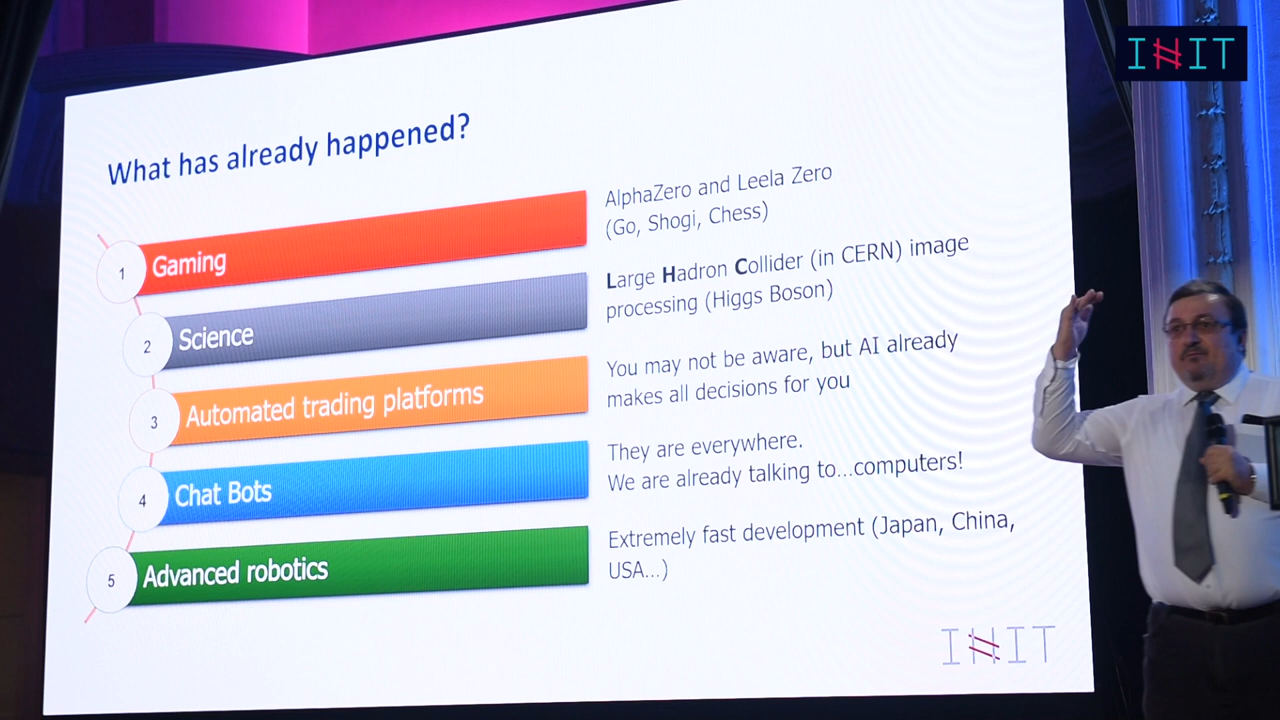 INIT
What has already happened?
1 Gaming
AlphaZero and Leela Zero
(Go, Shogi, Chess)
2 Science
Large Hadron Collider (in CERN) image
processing (Higgs Boson)
3 Automated trading platforms
You may not be aware, but AI already
makes all decisions for you
4 Chat Bots
They are everywhere.
We are already talking to...computers!
5 Advanced robotics
Extremely fast development (Japan, China,
USA...)
INIT